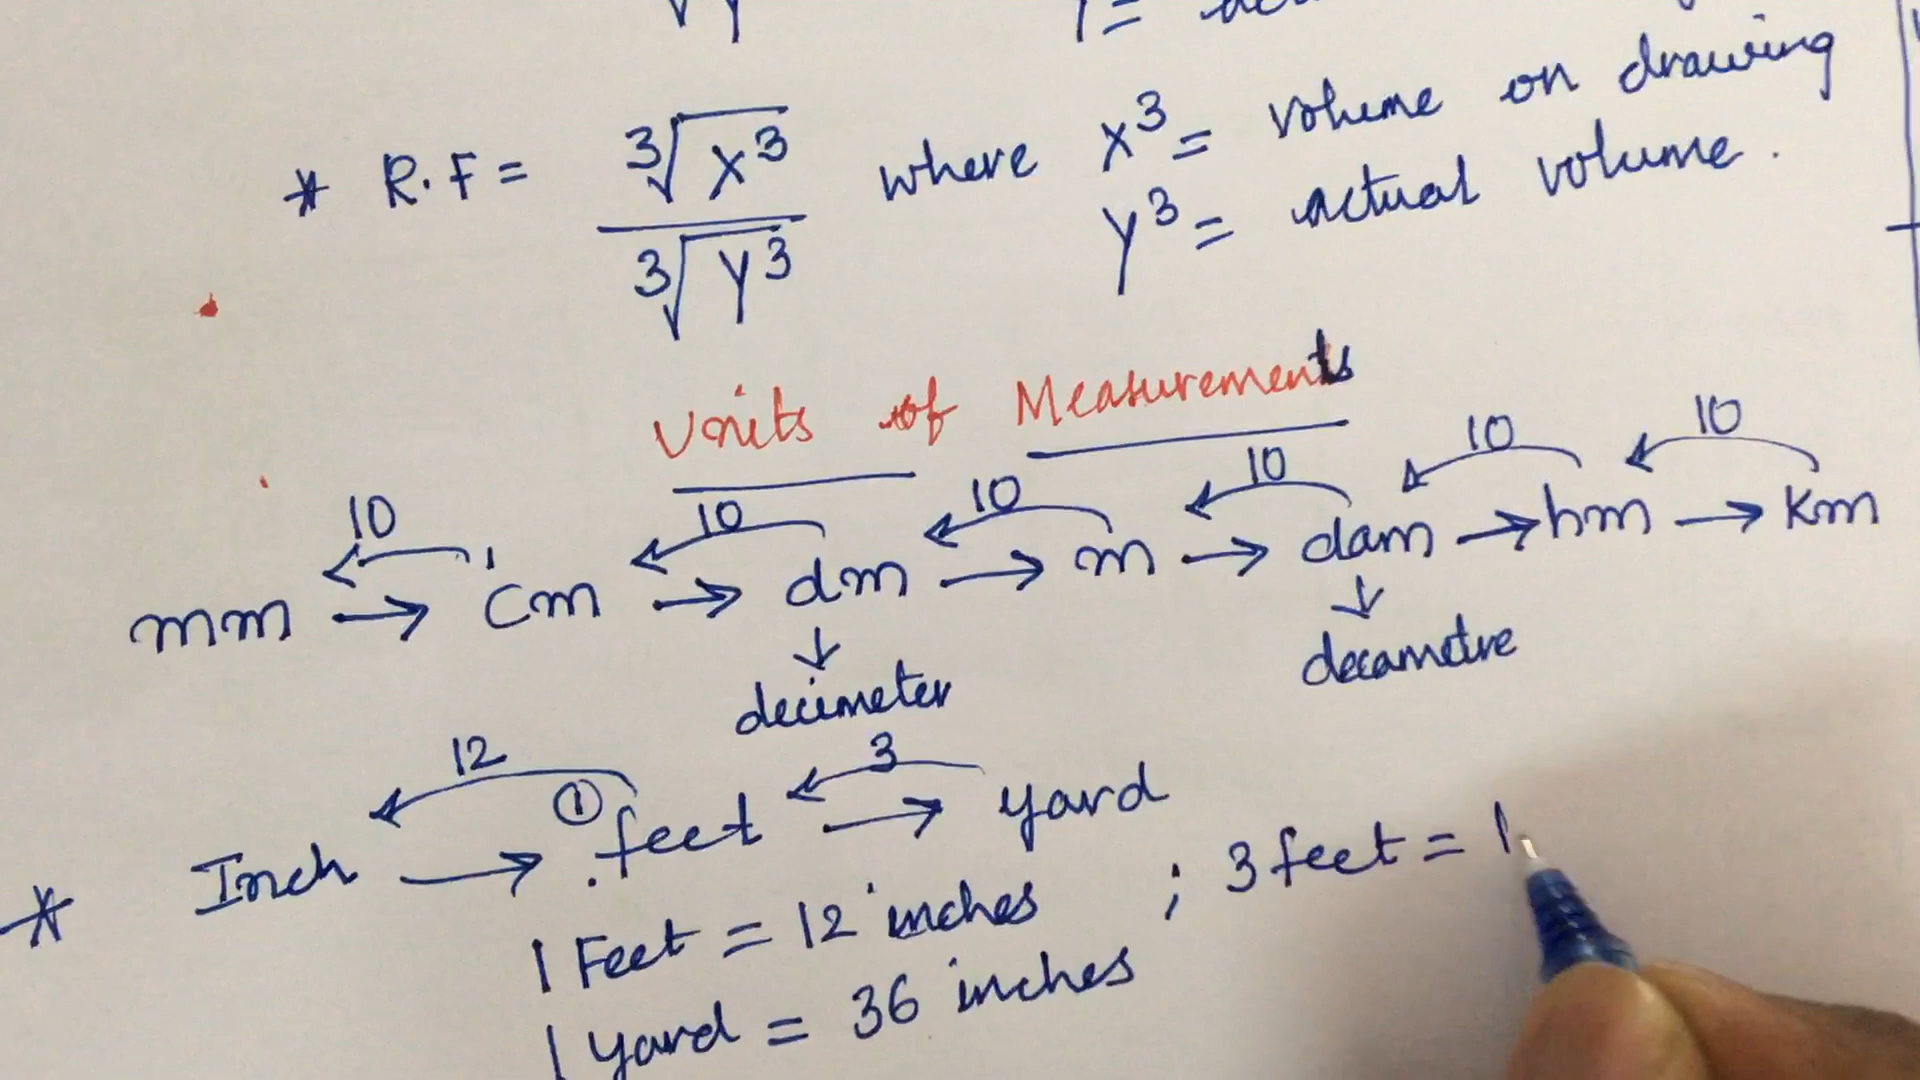 * R.F = ∛x³ / ∛y³ where x³ = volume on drawing
y³ = actual volume.
Units of Measurements
10 10 10 10 10 10
mm → cm → dm → m → dam → hm → km
↓ ↓
decimeter decametre
12 3
* Inch → ① feet → yard
1 Feet = 12 inches ; 3 feet = 1
1 yard = 36 inches